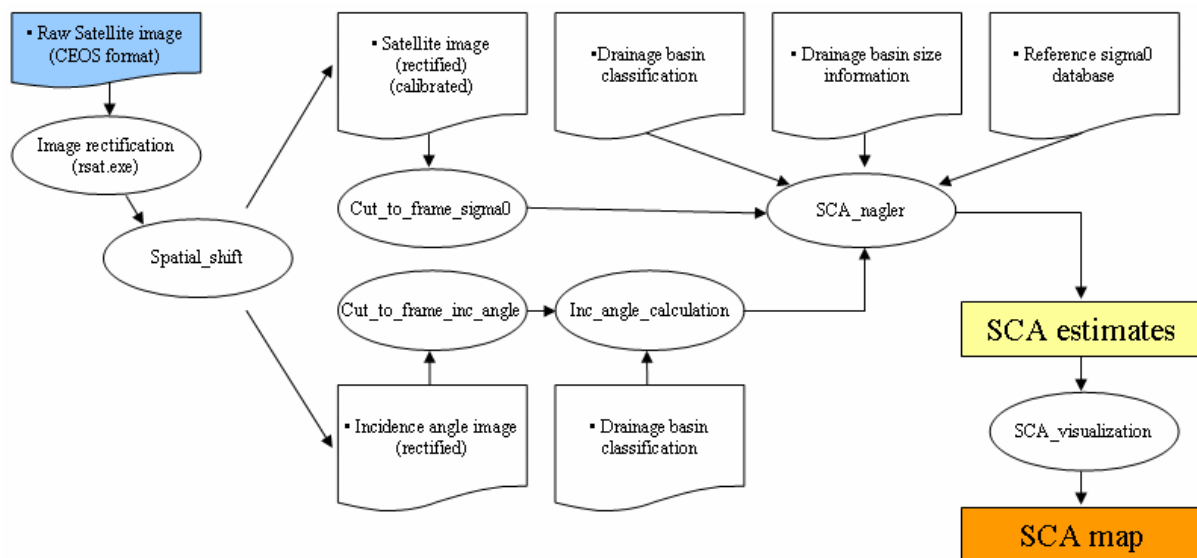 ▪ Raw Satellite image
(CEOS format)
Image rectification
(rsat.exe)
Spatial_shift
▪ Satellite image
(rectified)
(calibrated)
▪Drainage basin
classification
▪ Drainage basin size
information
▪ Reference sigma0
database
Cut_to_frame_sigma0
SCA_nagler
Cut_to_frame_inc_angle
Inc_angle_calculation
▪ Incidence angle image
(rectified)
▪ Drainage basin
classification
SCA estimates
SCA_visualization
SCA map